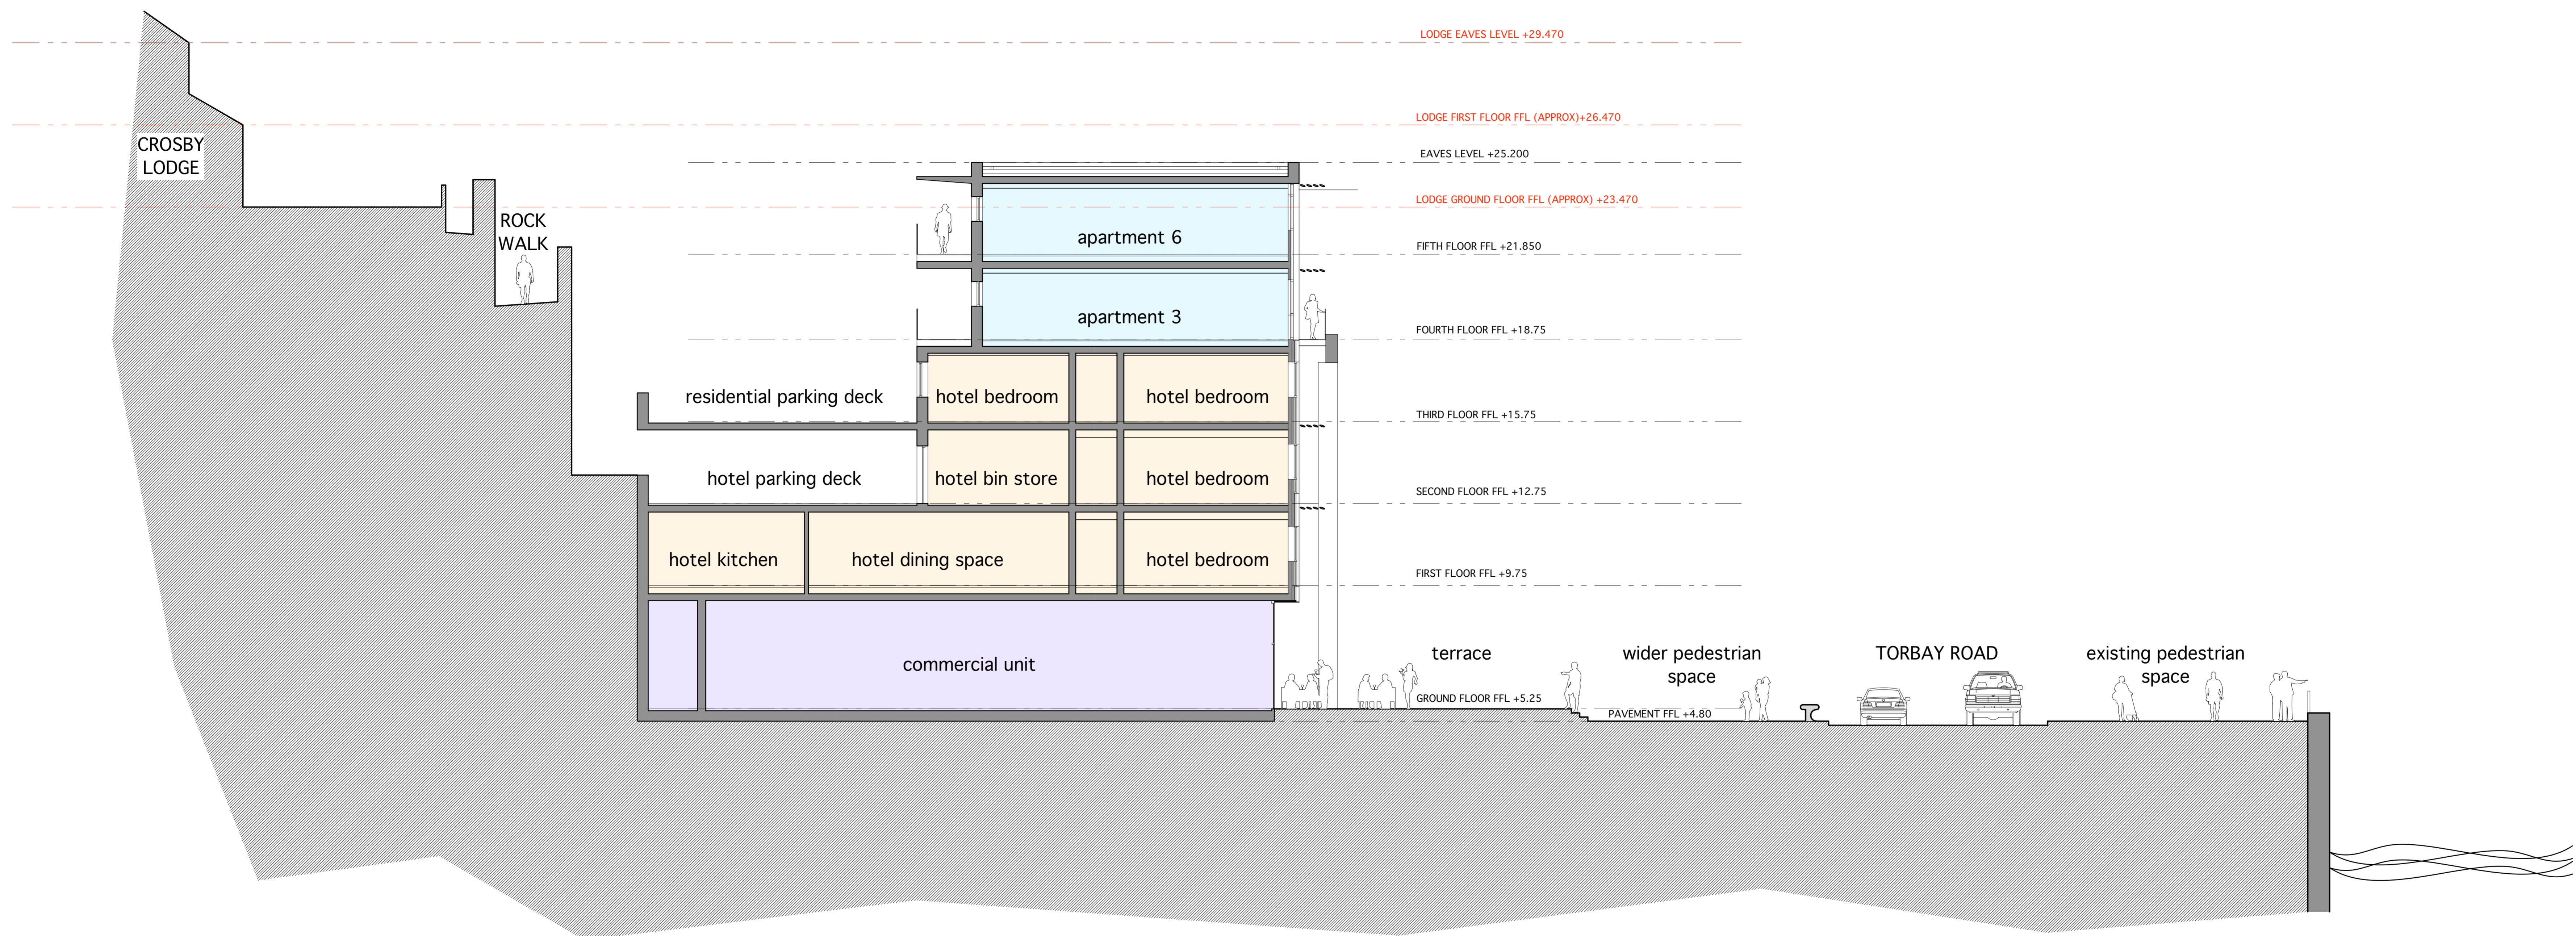 LODGE EAVES LEVEL +29.470
LODGE FIRST FLOOR FFL (APPROX)+26.470
CROSBY
LODGE
EAVES LEVEL +25.200
LODGE GROUND FLOOR FFL (APPROX) +23.470
ROCK
WALK
apartment 6
FIFTH FLOOR FFL +21.850
apartment 3
FOURTH FLOOR FFL +18.75
residential parking deck
hotel bedroom
hotel bedroom
THIRD FLOOR FFL +15.75
hotel parking deck
hotel bin store
hotel bedroom
SECOND FLOOR FFL +12.75
hotel kitchen
hotel dining space
hotel bedroom
FIRST FLOOR FFL +9.75
commercial unit
terrace
wider pedestrian
space
TORBAY ROAD
existing pedestrian
space
GROUND FLOOR FFL +5.25
PAVEMENT FFL +4.80